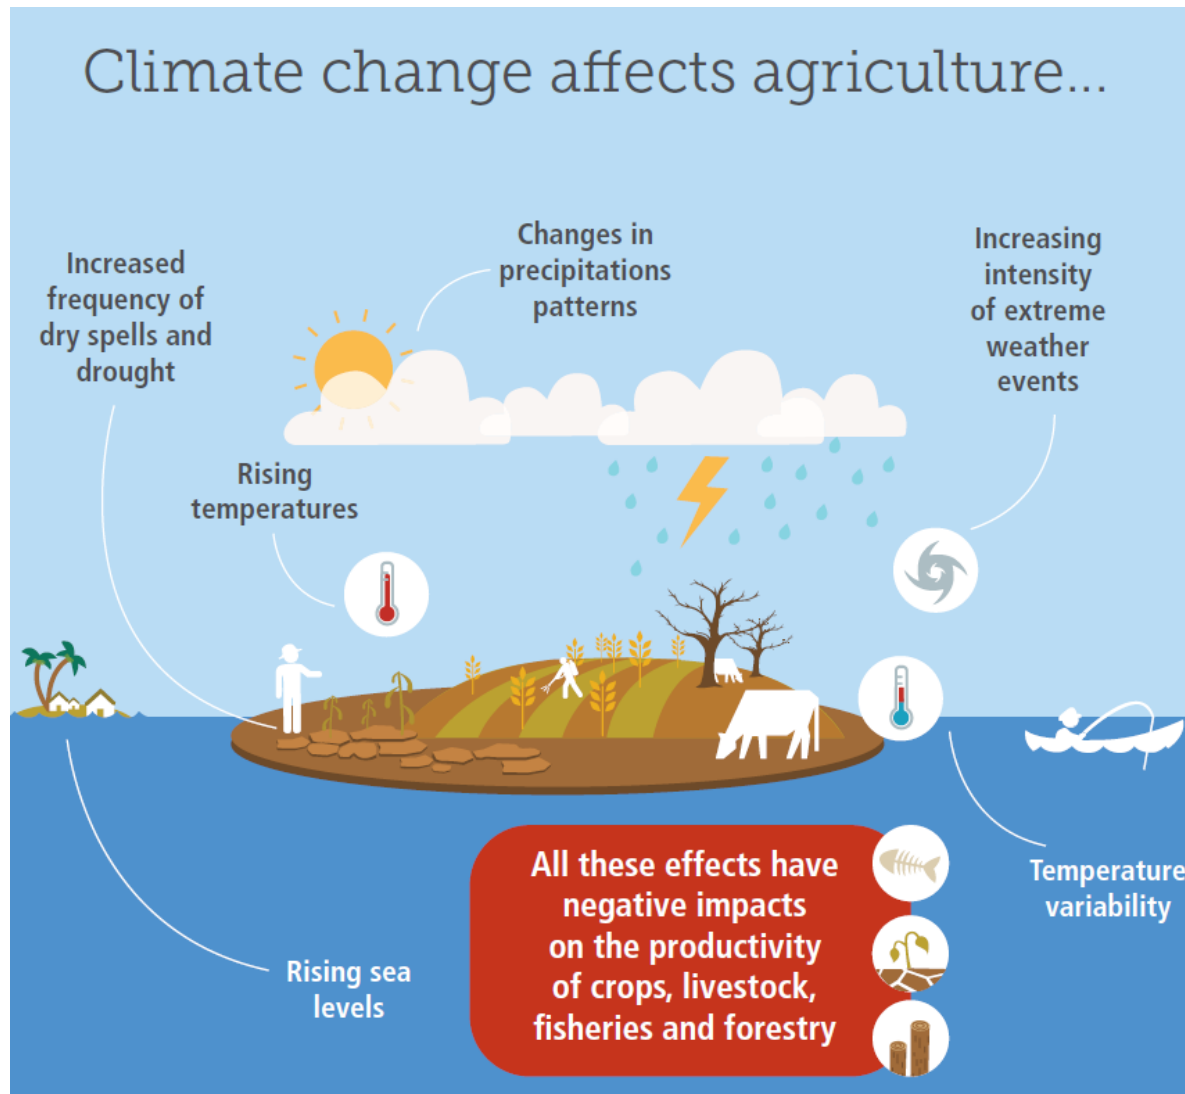 Climate change affects agriculture...
Increased
frequency of
dry spells and
drought
Changes in
precipitations
patterns
Increasing
intensity
of extreme
weather
events
Rising
temperatures
All these effects have
negative impacts
on the productivity
of crops, livestock,
fisheries and forestry
Temperature
variability
Rising sea
levels